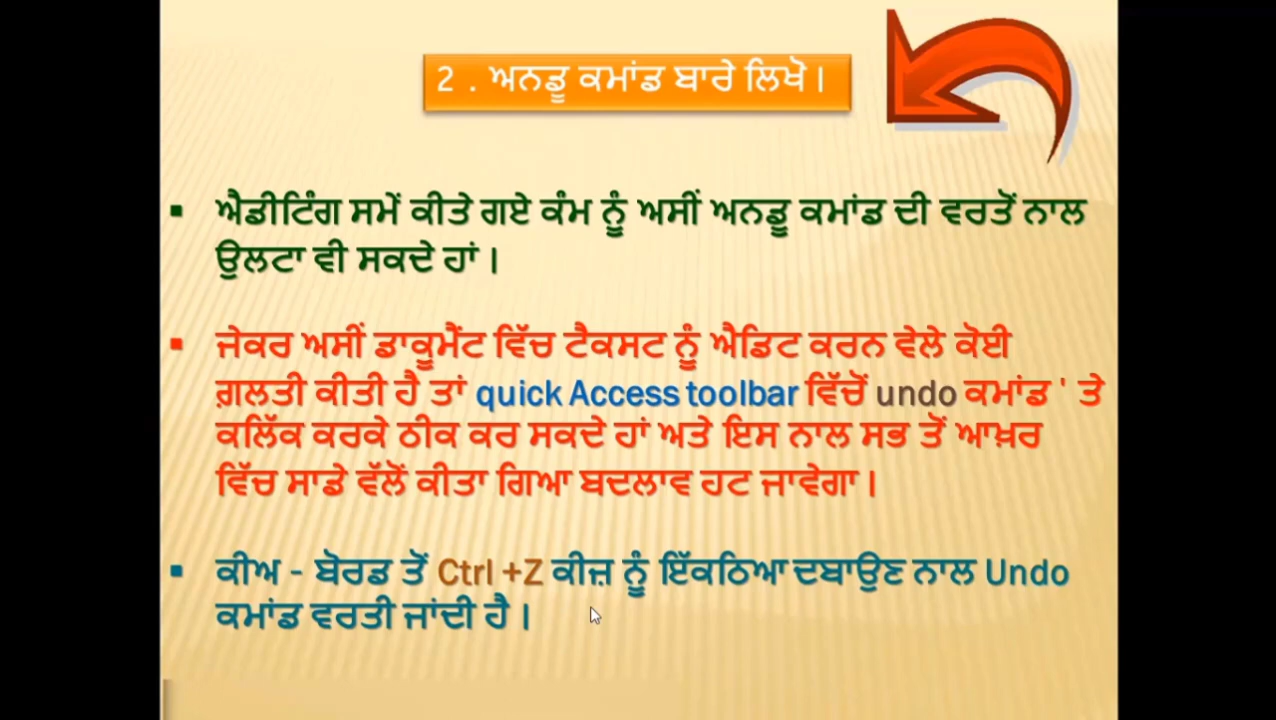 2 . ਅਨਡੂ ਕਮਾਂਡ ਬਾਰੇ ਲਿਖੋ।
▪ ਐਡੀਟਿੰਗ ਸਮੇਂ ਕੀਤੇ ਗਏ ਕੰਮ ਨੂੰ ਅਸੀਂ ਅਨਡੂ ਕਮਾਂਡ ਦੀ ਵਰਤੋਂ ਨਾਲ
ਉਲਟਾ ਵੀ ਸਕਦੇ ਹਾਂ।
▪ ਜੇਕਰ ਅਸੀਂ ਡਾਕੂਮੈਂਟ ਵਿੱਚ ਟੈਕਸਟ ਨੂੰ ਐਡਿਟ ਕਰਨ ਵੇਲੇ ਕੋਈ
ਗ਼ਲਤੀ ਕੀਤੀ ਹੈ ਤਾਂ quick Access toolbar ਵਿੱਚੋਂ undo ਕਮਾਂਡ ' ਤੇ
ਕਲਿੱਕ ਕਰਕੇ ਠੀਕ ਕਰ ਸਕਦੇ ਹਾਂ ਅਤੇ ਇਸ ਨਾਲ ਸਭ ਤੋਂ ਆਖ਼ਰ
ਵਿੱਚ ਸਾਡੇ ਵੱਲੋਂ ਕੀਤਾ ਗਿਆ ਬਦਲਾਵ ਹਟ ਜਾਵੇਗਾ।
▪ ਕੀਅ - ਬੋਰਡ ਤੋਂ Ctrl +Z ਕੀਜ਼ ਨੂੰ ਇੱਕਠਿਆ ਦਬਾਉਣ ਨਾਲ Undo
ਕਮਾਂਡ ਵਰਤੀ ਜਾਂਦੀ ਹੈ।